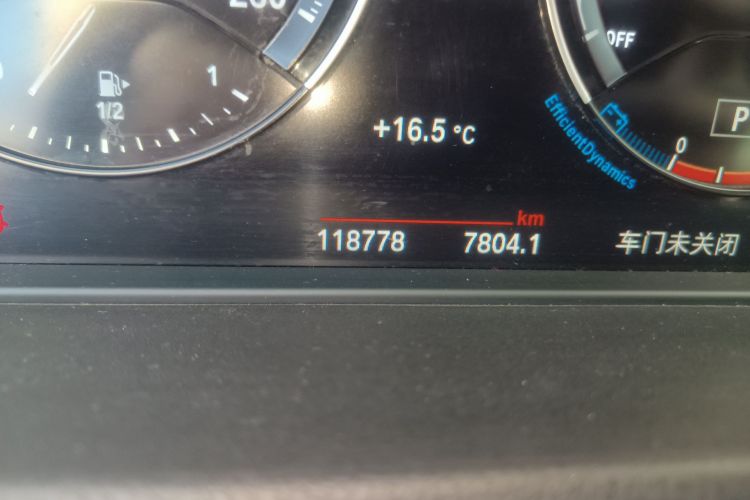 OFF
1
1/2
P
+16.5 °C
0
EfficientDynamics
km
118778 7804.1 车门未关闭